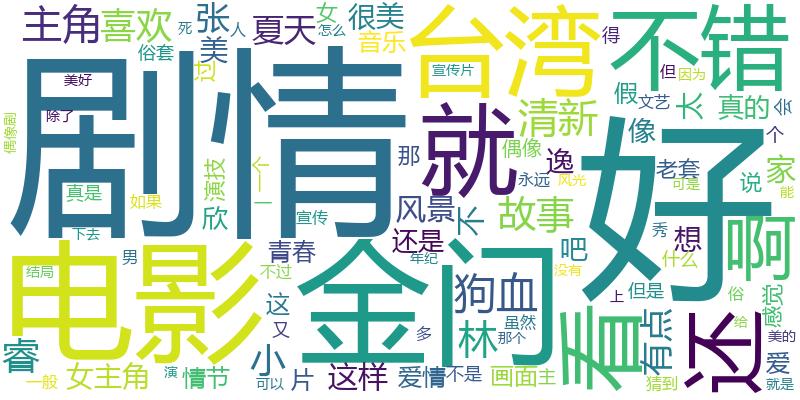 主角
喜欢
张
美
夏天
女
怎么
很美
台湾
得
不错
俗套
死
人
音乐
过
宣传片
但
因为
美好
除了
偶像剧
剧情
就
清新
假
文艺
太
真的
会
好
那
偶像
像
个
逸
老套
家
真是
演技
一个
永远
风光
可是
说
能
如果
欣
宣传
风景
不
故事
秀
想
啊
下去
男
青春
还是
吧
什么
电影
金门
年纪
没有
上
但是
俗
感觉
结局
不过
这
狗血
看
有点
还
给
美的
睿
又
小
多
林
虽然
那个
爱
女主角
一般
演
情节
可以
片
这样
爱情
不是
画面
主
猜到
就是